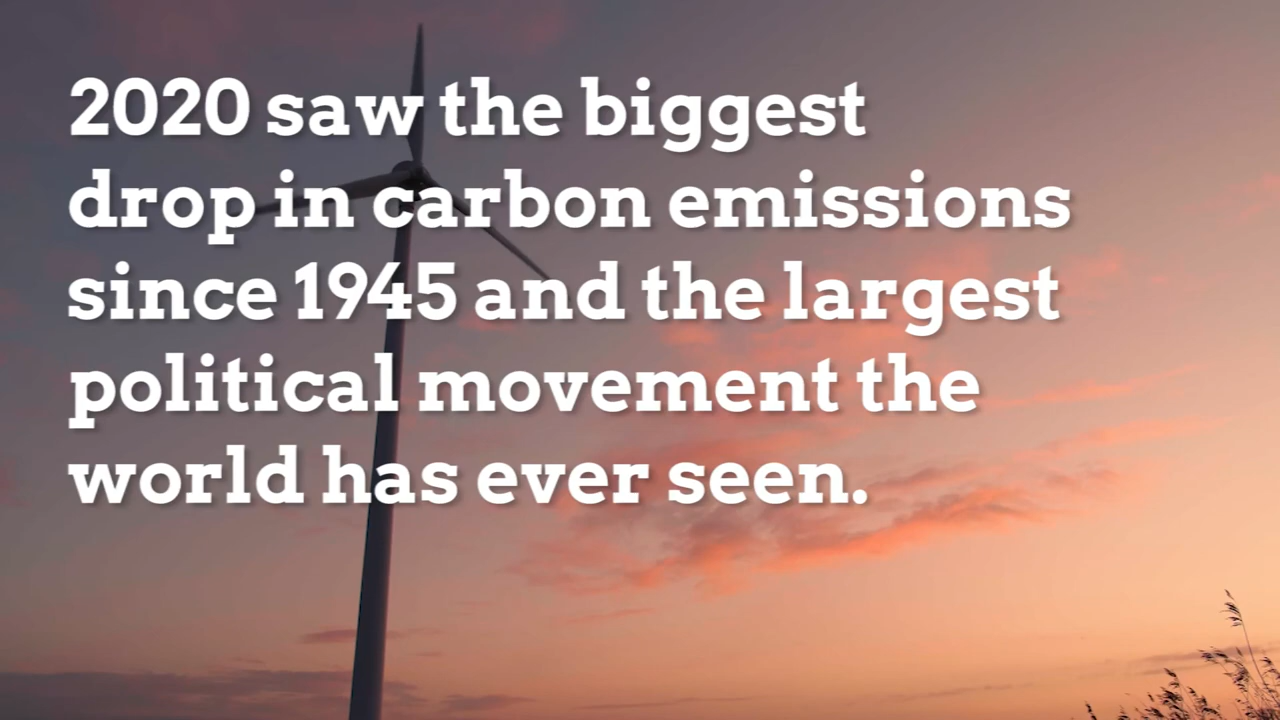 2020 saw the biggest
drop in carbon emissions
since 1945 and the largest
political movement the
world has ever seen.